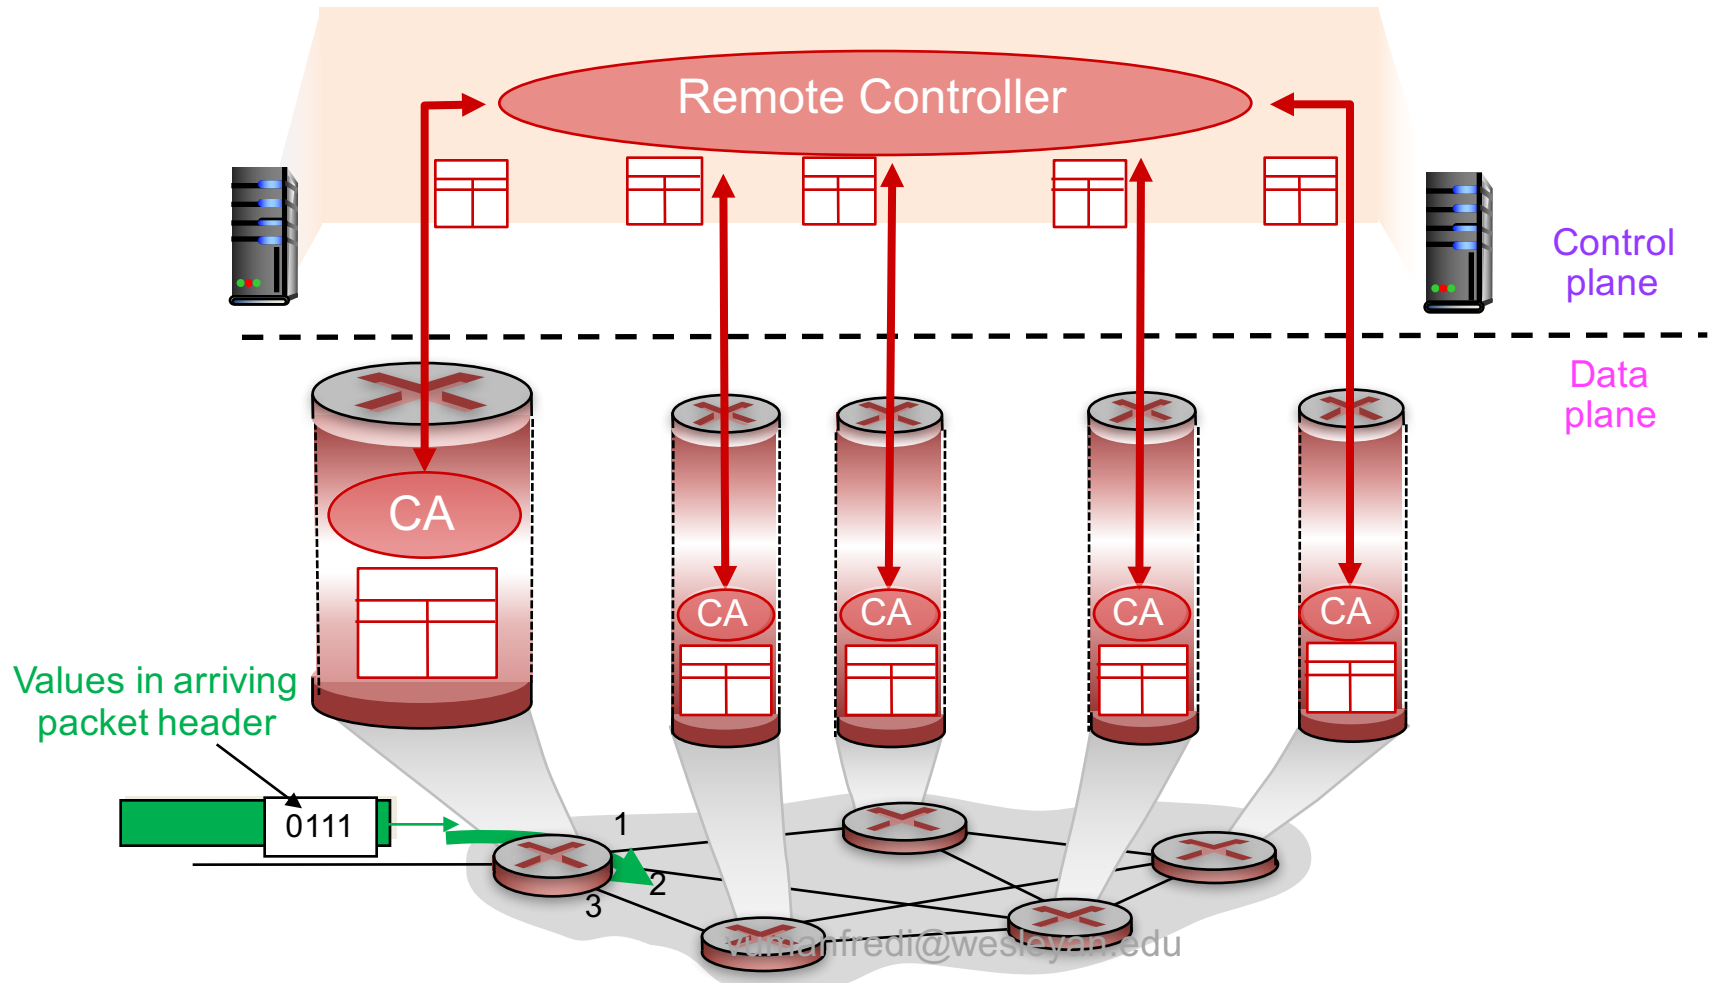 Remote Controller
Control
plane
Data
plane
CA
CA
CA
CA
CA
Values in arriving
packet header
0111
1
2
3
vumanfredi@wesleyan.edu